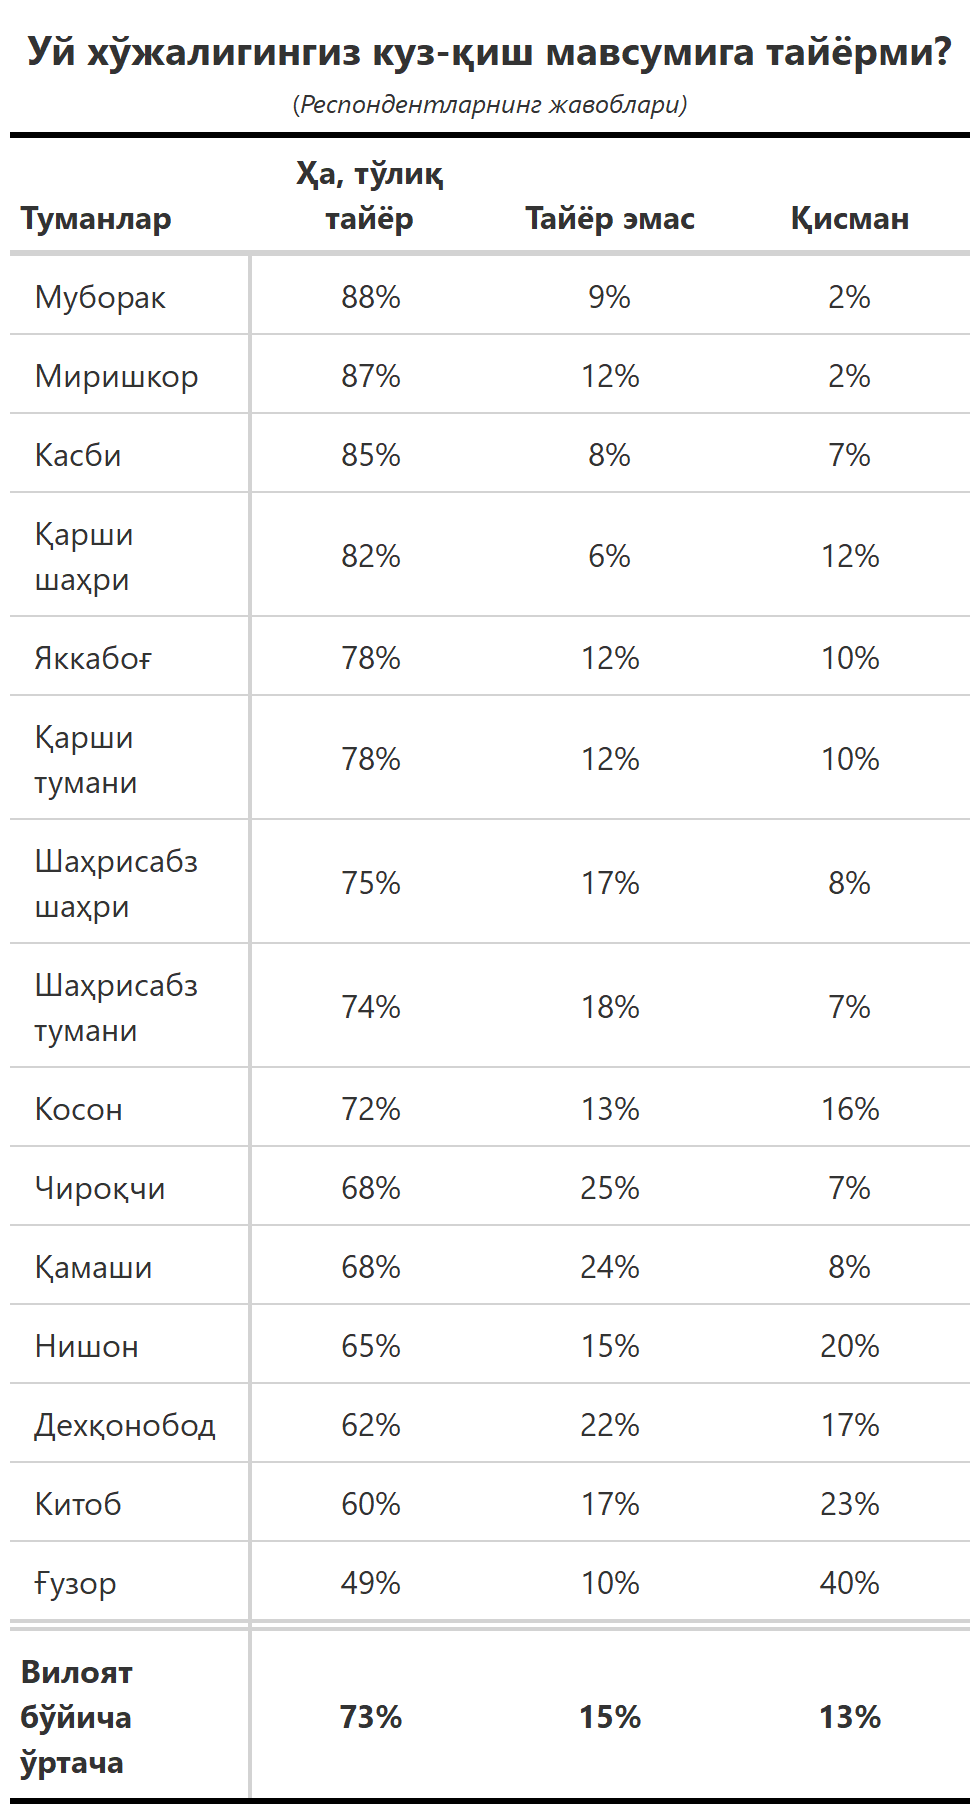 Уй хўжалигингиз куз-қиш мавсумига тайёрми?
(Респондентларнинг жавоблари)
Туманлар Ҳа, тўлиқ тайёр Тайёр эмас Қисман
Муборак 88% 9% 2%
Миришкор 87% 12% 2%
Касби 85% 8% 7%
Қарши шаҳри 82% 6% 12%
Яккабоғ 78% 12% 10%
Қарши тумани 78% 12% 10%
Шаҳрисабз шаҳри 75% 17% 8%
Шаҳрисабз тумани 74% 18% 7%
Косон 72% 13% 16%
Чироқчи 68% 25% 7%
Қамаши 68% 24% 8%
Нишон 65% 15% 20%
Дехқонобод 62% 22% 17%
Китоб 60% 17% 23%
Ғузор 49% 10% 40%
Вилоят бўйича ўртача 73% 15% 13%